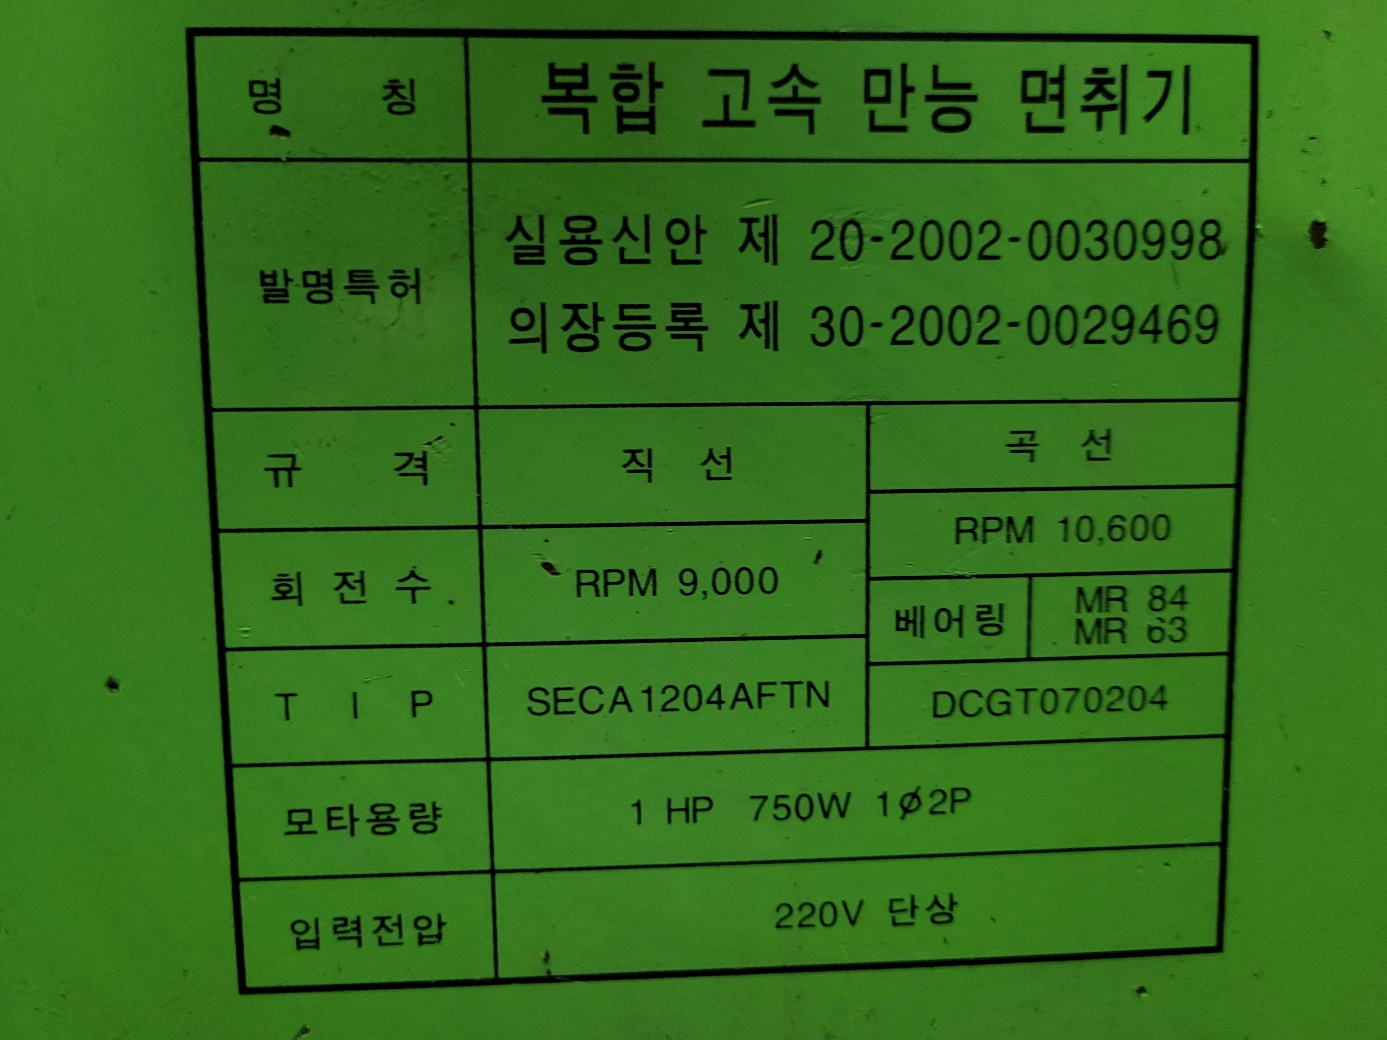 명 칭 복합 고속 만능 면취기
발명특허
실용신안 제 20-2002-0030998
의장등록 제 30-2002-0029469
규 격 직 선 곡 선
회 전 수 RPM 9,000 RPM 10,600
베어링 MR 84
MR 63
T I P SECA1204AFTN DCGT070204
모타용량 1 HP 750W 1ø2P
입력전압 220V 단상